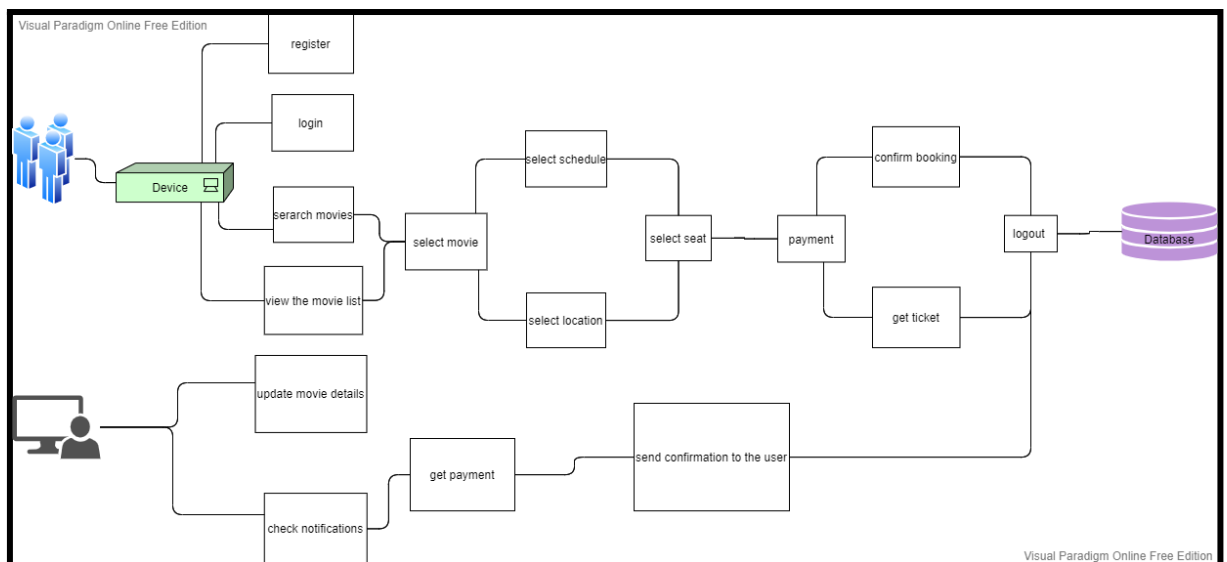 Visual Paradigm Online Free Edition
register
login
Device
serarch movies
view the movie list
select movie
select schedule
select location
select seat
payment
confirm booking
get ticket
logout
Database
update movie details
check notifications
get payment
send confirmation to the user
Visual Paradigm Online Free Edition